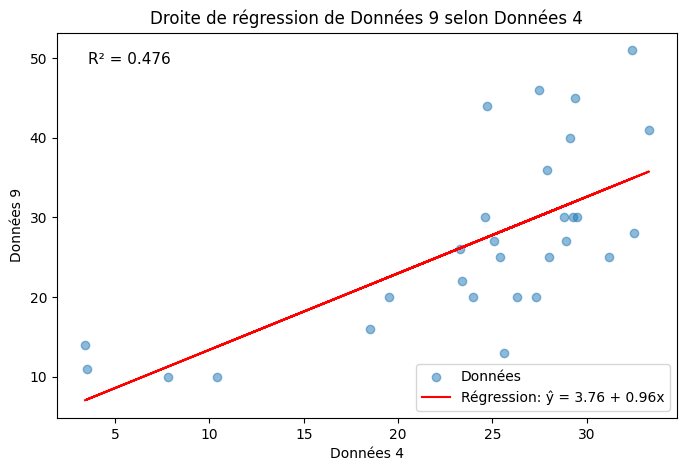 Droite de régression de Données 9 selon Données 4
R² = 0.476
50
40
30
20
10
Données 9
5
10
15
20
25
30
Données 4
Données
Régression: ŷ = 3.76 + 0.96x